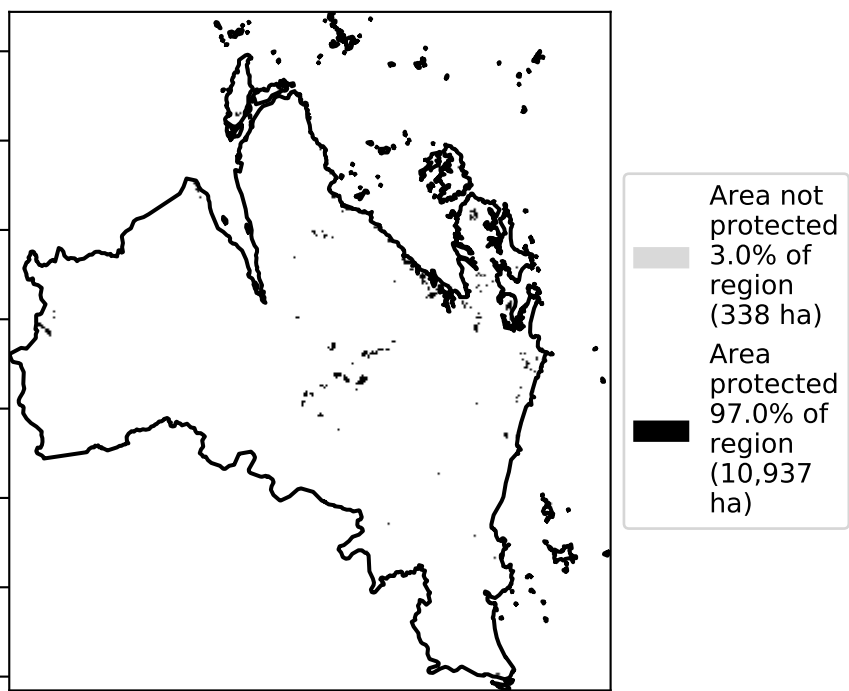 Area not
protected
3.0% of
region
(338 ha)
Area
protected
97.0% of
region
(10,937
ha)